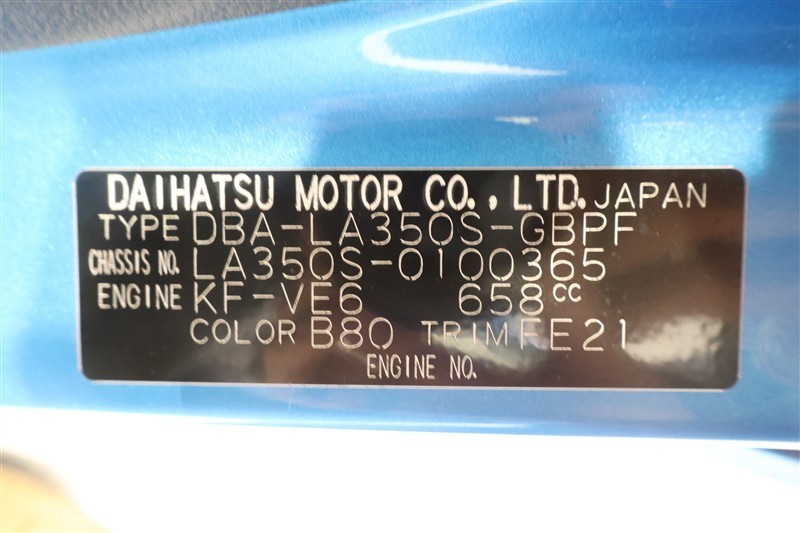 DAIHATSU MOTOR CO., LTD. JAPAN
TYPE DBA-LA350S-GBPF
CHASSIS NO. LA350S-0100365
ENGINE KF-VE6 658cc
COLOR B80 TRIM FE21
ENGINE NO.